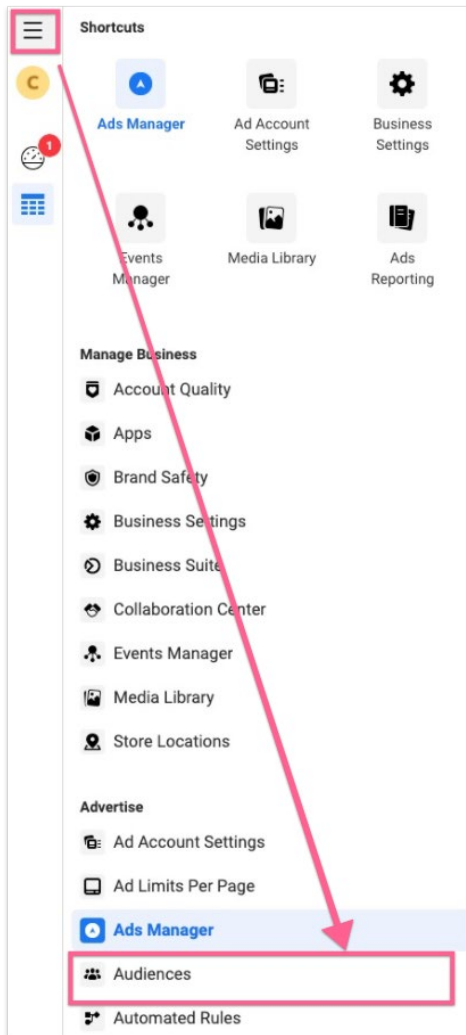 Shortcuts
C
Ads Manager
Ad Account
Settings
Business
Settings
1
Events
Manager
Media Library
Ads
Reporting
Manage Business
Account Quality
Apps
Brand Safety
Business Settings
Business Suite
Collaboration Center
Events Manager
Media Library
Store Locations
Advertise
Ad Account Settings
Ad Limits Per Page
Ads Manager
Audiences
Automated Rules